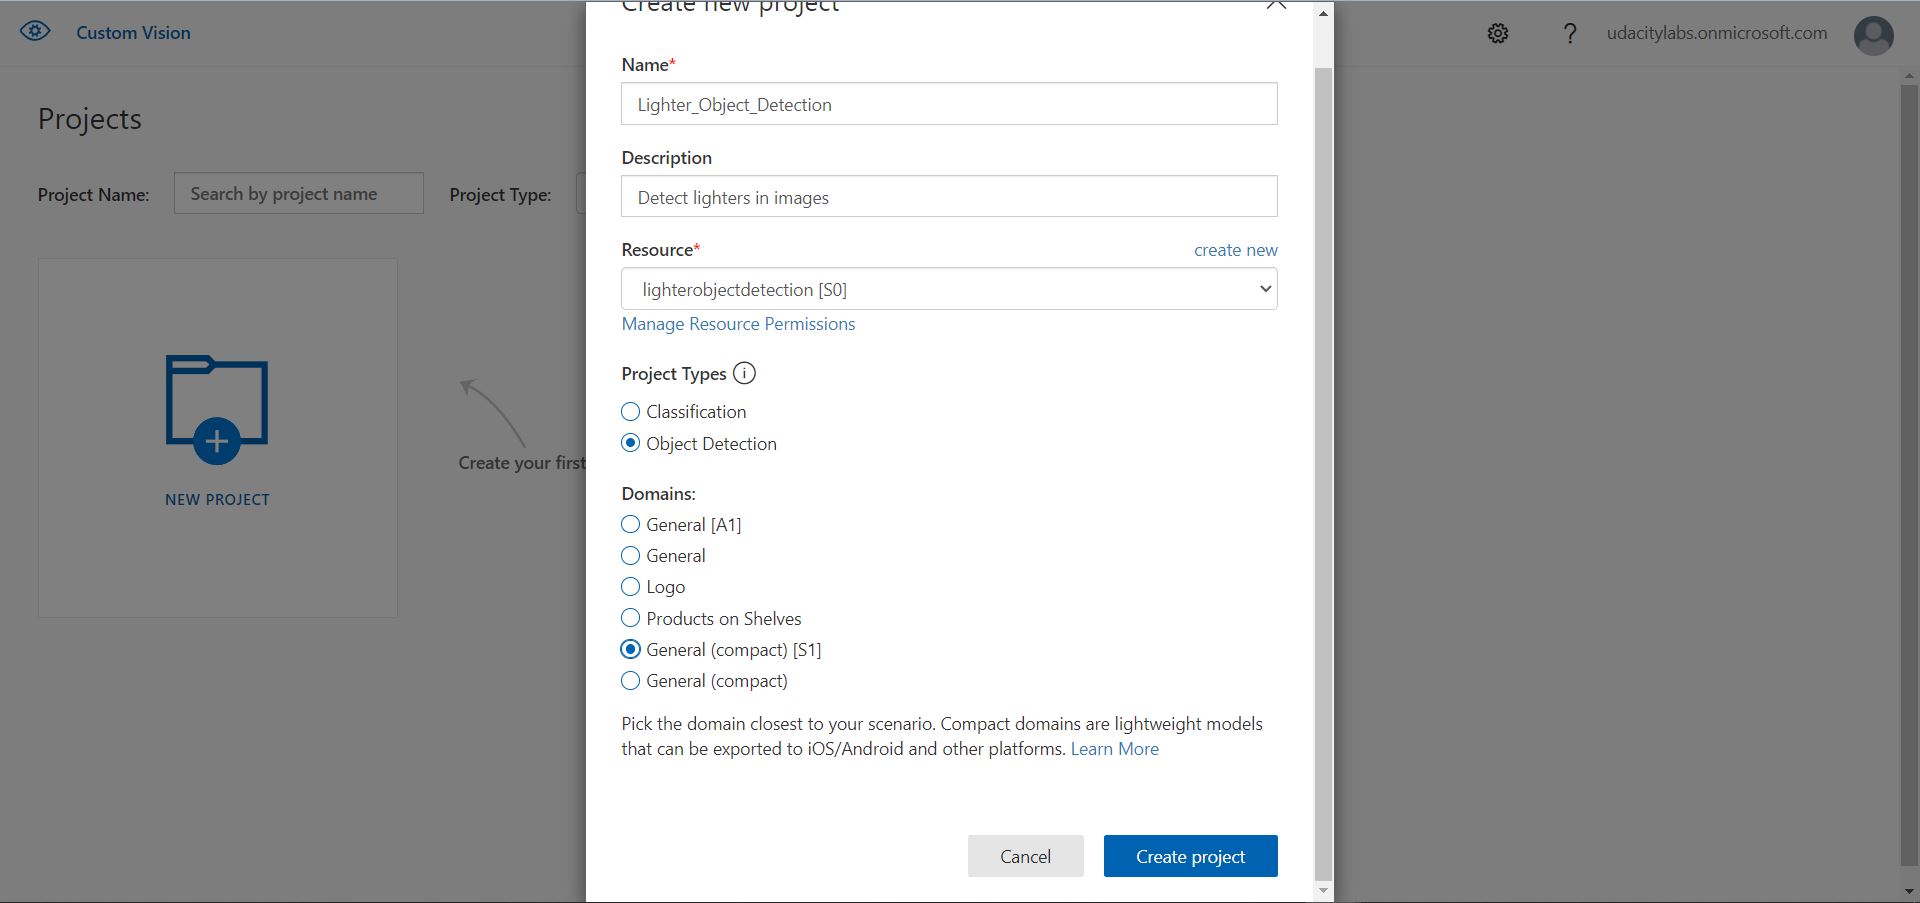 Custom Vision
udacitylabs.onmicrosoft.com
Projects
Project Name:
Search by project name
Project Type:
NEW PROJECT
Create your first
Create new project
Name*
Lighter_Object_Detection
Description
Detect lighters in images
Resource*
create new
lighterobjectdetection [S0]
Manage Resource Permissions
Project Types
Classification
Object Detection
Domains:
General [A1]
General
Logo
Products on Shelves
General (compact) [S1]
General (compact)
Pick the domain closest to your scenario. Compact domains are lightweight models
that can be exported to iOS/Android and other platforms. Learn More
Cancel
Create project